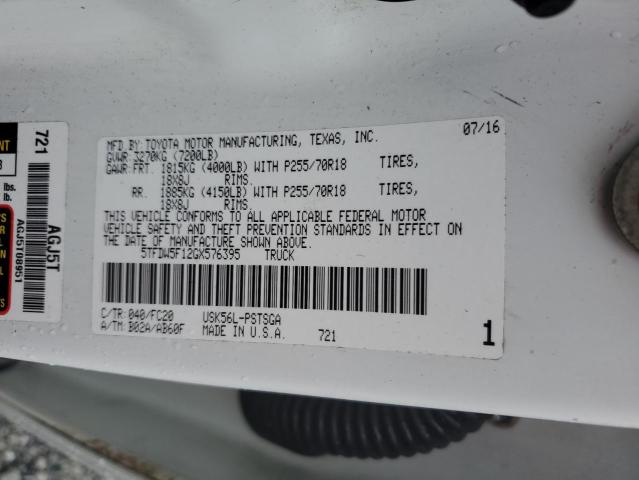 MFD BY: TOYOTA MOTOR MANUFACTURING, TEXAS, INC. 07/16
GVWR 3270KG (7200LB)
GAWR: FRT. 1815KG (4000LB) WITH P255/70R18 TIRES,
18X8J RIMS
RR. 1885KG (4150LB) WITH P255/70R18 TIRES,
18X8J RIMS
THIS VEHICLE CONFORMS TO ALL APPLICABLE FEDERAL MOTOR
VEHICLE SAFETY AND THEFT PREVENTION STANDARDS IN EFFECT ON
THE DATE OF MANUFACTURE SHOWN ABOVE.
5TFDW5F12GX576395 TRUCK
C/TR: 040/FC20 USK56L-PSTSGA
A/TM: B02A/AB60F MADE IN U.S.A. 721
1
721
AGJ5T
AGJ5T08951
lbs.
lb.